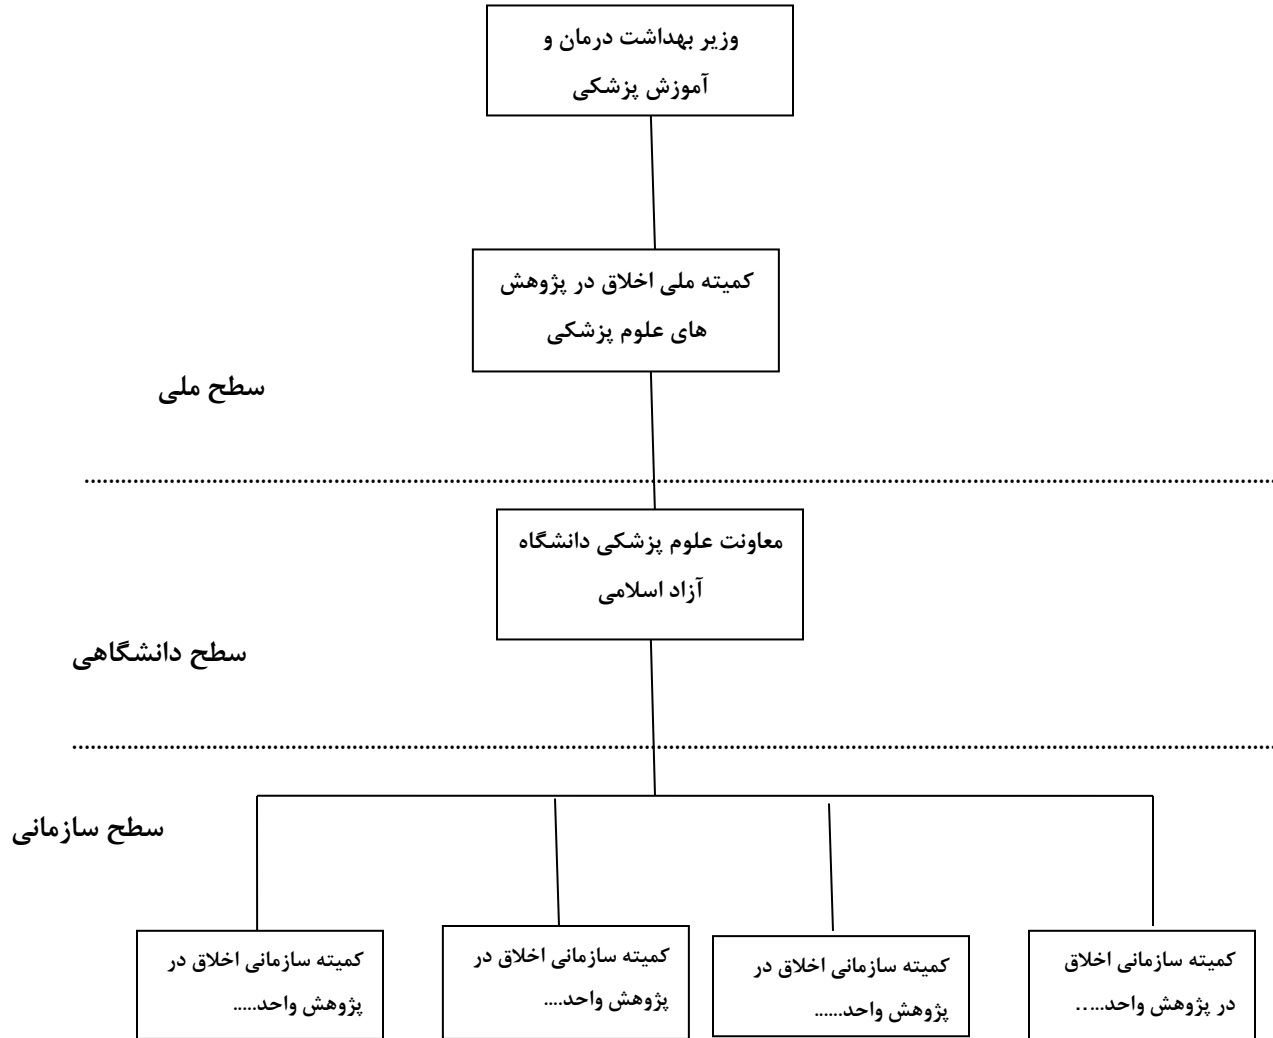 وزیر بهداشت درمان و
آموزش پزشکی
کمیته ملی اخلاق در پژوهش
های علوم پزشکی
سطح ملی
معاونت علوم پزشکی دانشگاه
آزاد اسلامی
سطح دانشگاهی
سطح سازمانی
کمیته سازمانی اخلاق
در پژوهش واحد.....
کمیته سازمانی اخلاق در
پژوهش واحد......
کمیته سازمانی اخلاق در
پژوهش واحد....
کمیته سازمانی اخلاق در
پژوهش واحد.....